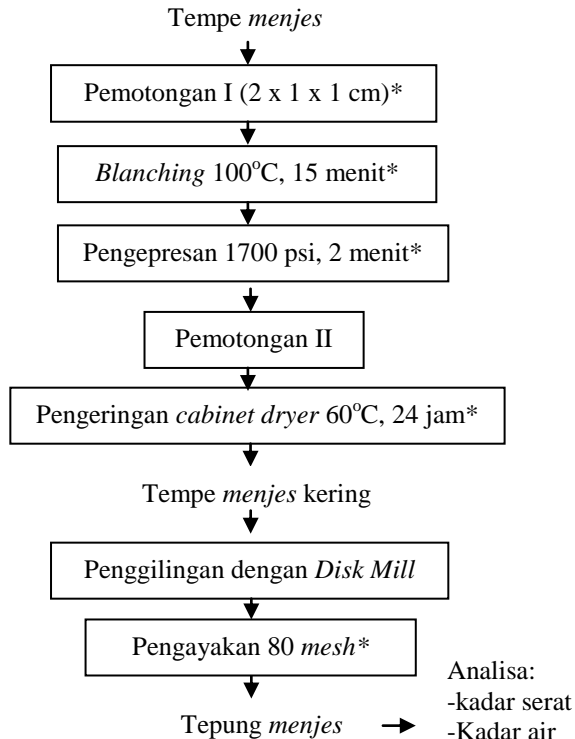 Tempe menjes
Pemotongan I (2 x 1 x 1 cm)*
Blanching 100°C, 15 menit*
Pengepresan 1700 psi, 2 menit*
Pemotongan II
Pengeringan cabinet dryer 60°C, 24 jam*
Tempe menjes kering
Penggilingan dengan Disk Mill
Pengayakan 80 mesh*
Tepung menjes
Analisa:
-kadar serat
-Kadar air